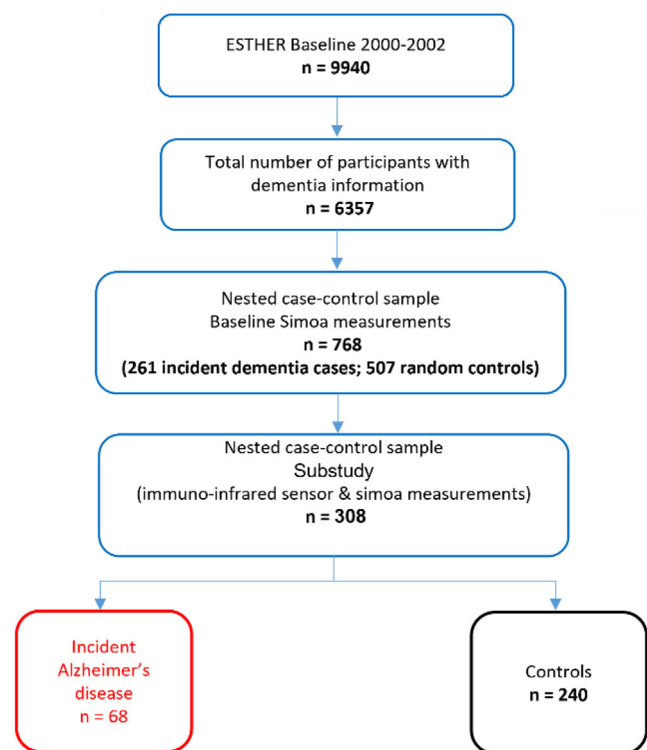 ESTHER Baseline 2000-2002
n = 9940
Total number of participants with
dementia information
n = 6357
Nested case-control sample
Baseline Simoa measurements
n = 768
(261 incident dementia cases; 507 random controls)
Nested case-control sample
Substudy
(immuno-infrared sensor & simoa measurements)
n = 308
Incident
Alzheimer's
disease
n = 68
Controls
n = 240